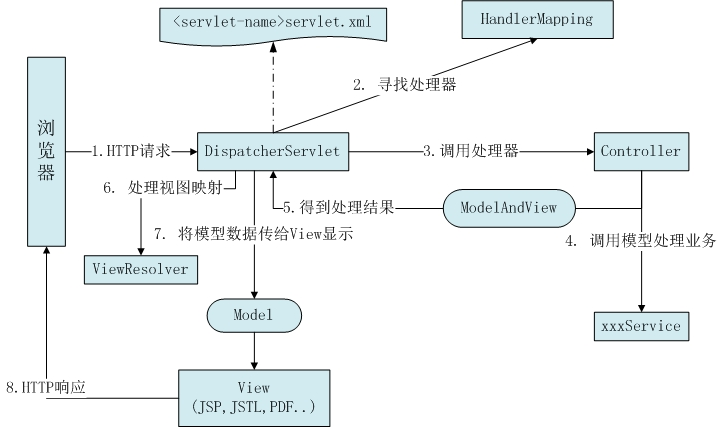 <servlet-name>servlet.xml
HandlerMapping
2. 寻找处理器
浏览器
1.HTTP请求
DispatcherServlet
3.调用处理器
Controller
6. 处理视图映射
5.得到处理结果
ModelAndView
7. 将模型数据传给View显示
4. 调用模型处理业务
ViewResolver
Model
xxxService
8.HTTP响应
View
(JSP,JSTL,PDF..)